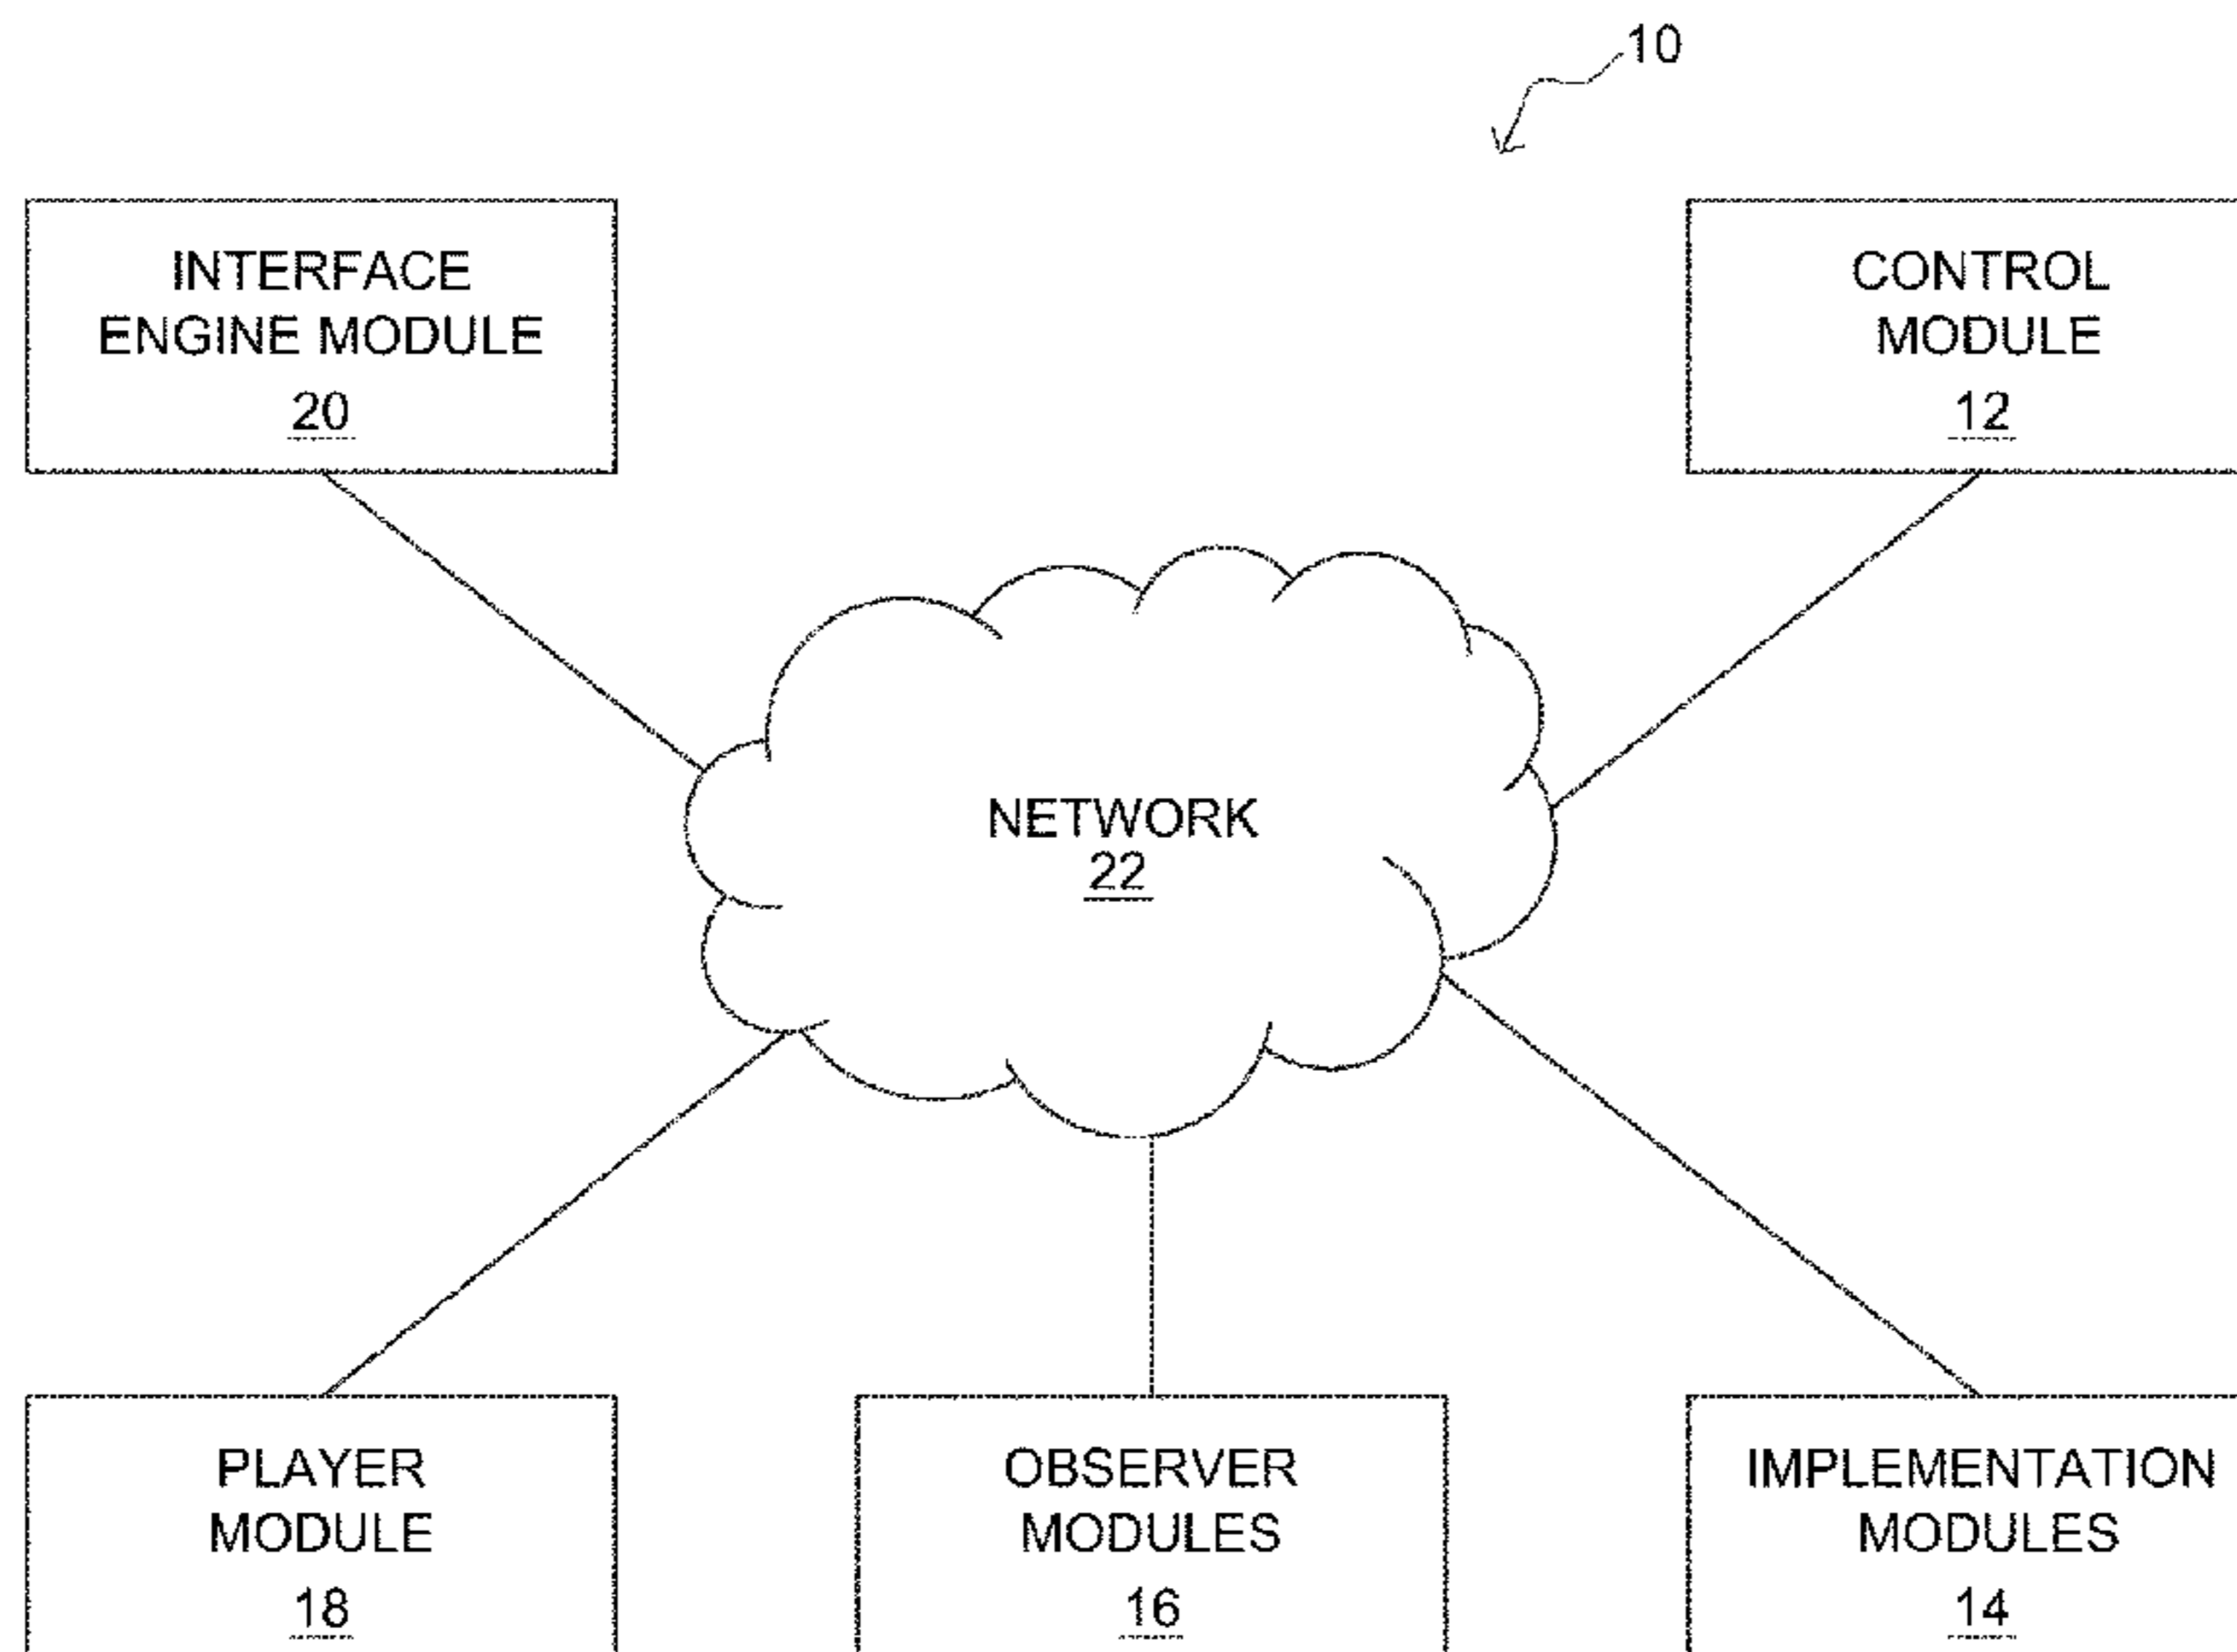 10
INTERFACE
ENGINE MODULE
20
CONTROL
MODULE
12
NETWORK
22
PLAYER
MODULE
18
OBSERVER
MODULES
16
IMPLEMENTATION
MODULES
14